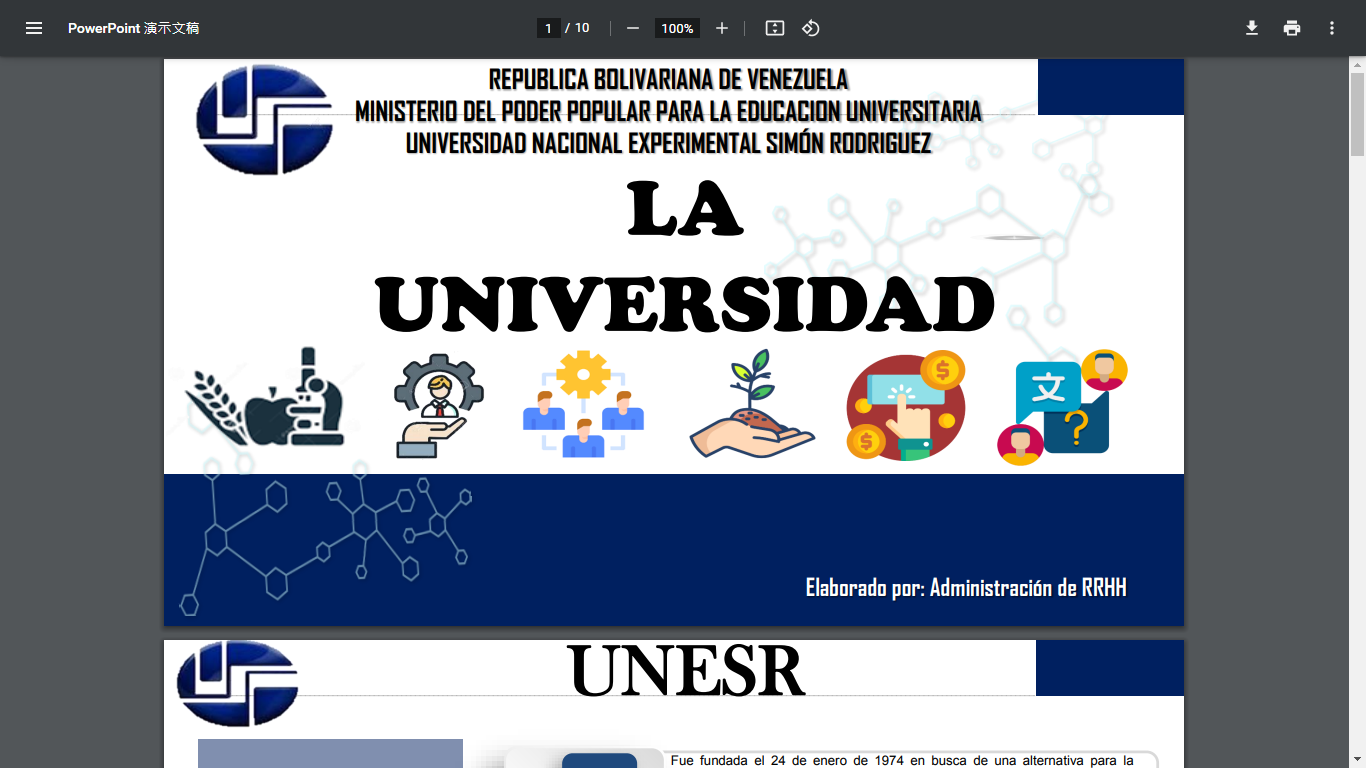 PowerPoint 演示文稿
1 / 10
100%
REPUBLICA BOLIVARIANA DE VENEZUELA
MINISTERIO DEL PODER POPULAR PARA LA EDUCACION UNIVERSITARIA
UNIVERSIDAD NACIONAL EXPERIMENTAL SIMÓN RODRIGUEZ
LA
UNIVERSIDAD
文
?
Elaborado por: Administración de RRHH
UNESR
Fue fundada el 24 de enero de 1974 en busca de una alternativa para la